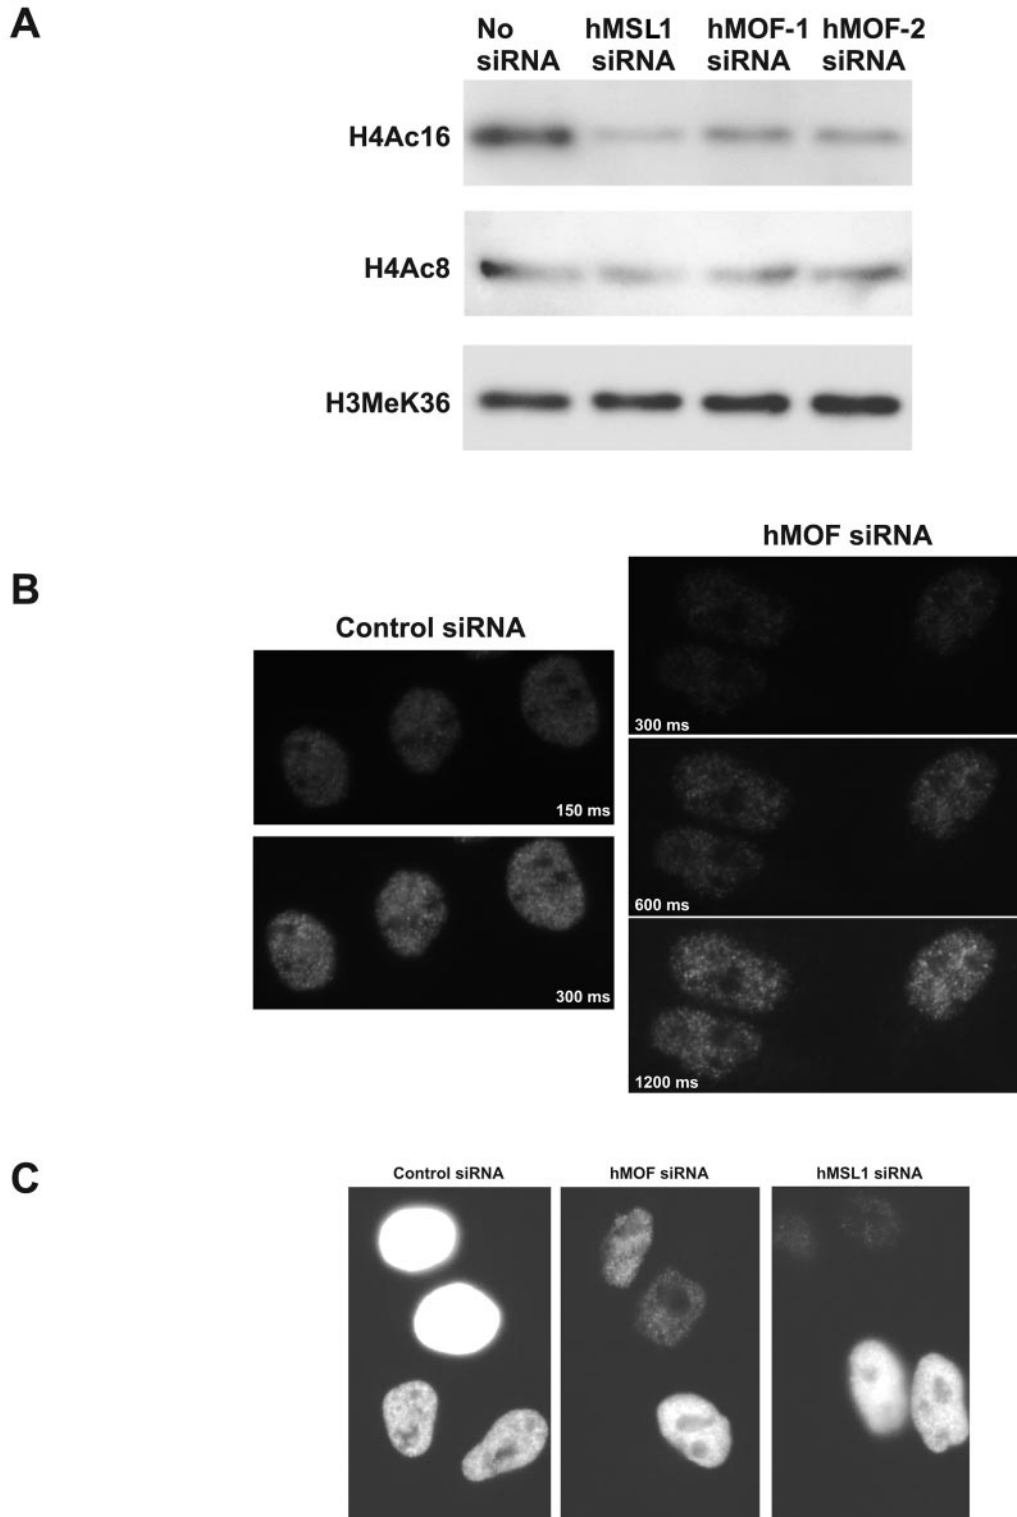 A
No
siRNA
hMSL1
siRNA
hMOF-1
siRNA
hMOF-2
siRNA
H4Ac16
H4Ac8
H3MeK36
B
Control siRNA
150 ms
300 ms
hMOF siRNA
300 ms
600 ms
1200 ms
C
Control siRNA
hMOF siRNA
hMSL1 siRNA